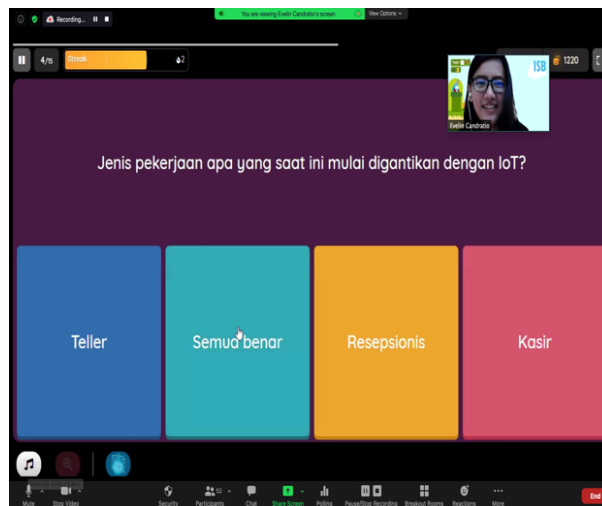 Recording...
You are viewing Evelin Candratio's screen
View Options
4/15
Streak
2
1220
ISB
Evelin Candratio
Jenis pekerjaan apa yang saat ini mulai digantikan dengan IoT?
Teller
Semua benar
Resepsionis
Kasir
Mute
Stop Video
Security
Participants
Chat
Share Screen
Polling
Pause/Stop Recording
Breakout Rooms
Reactions
More
End